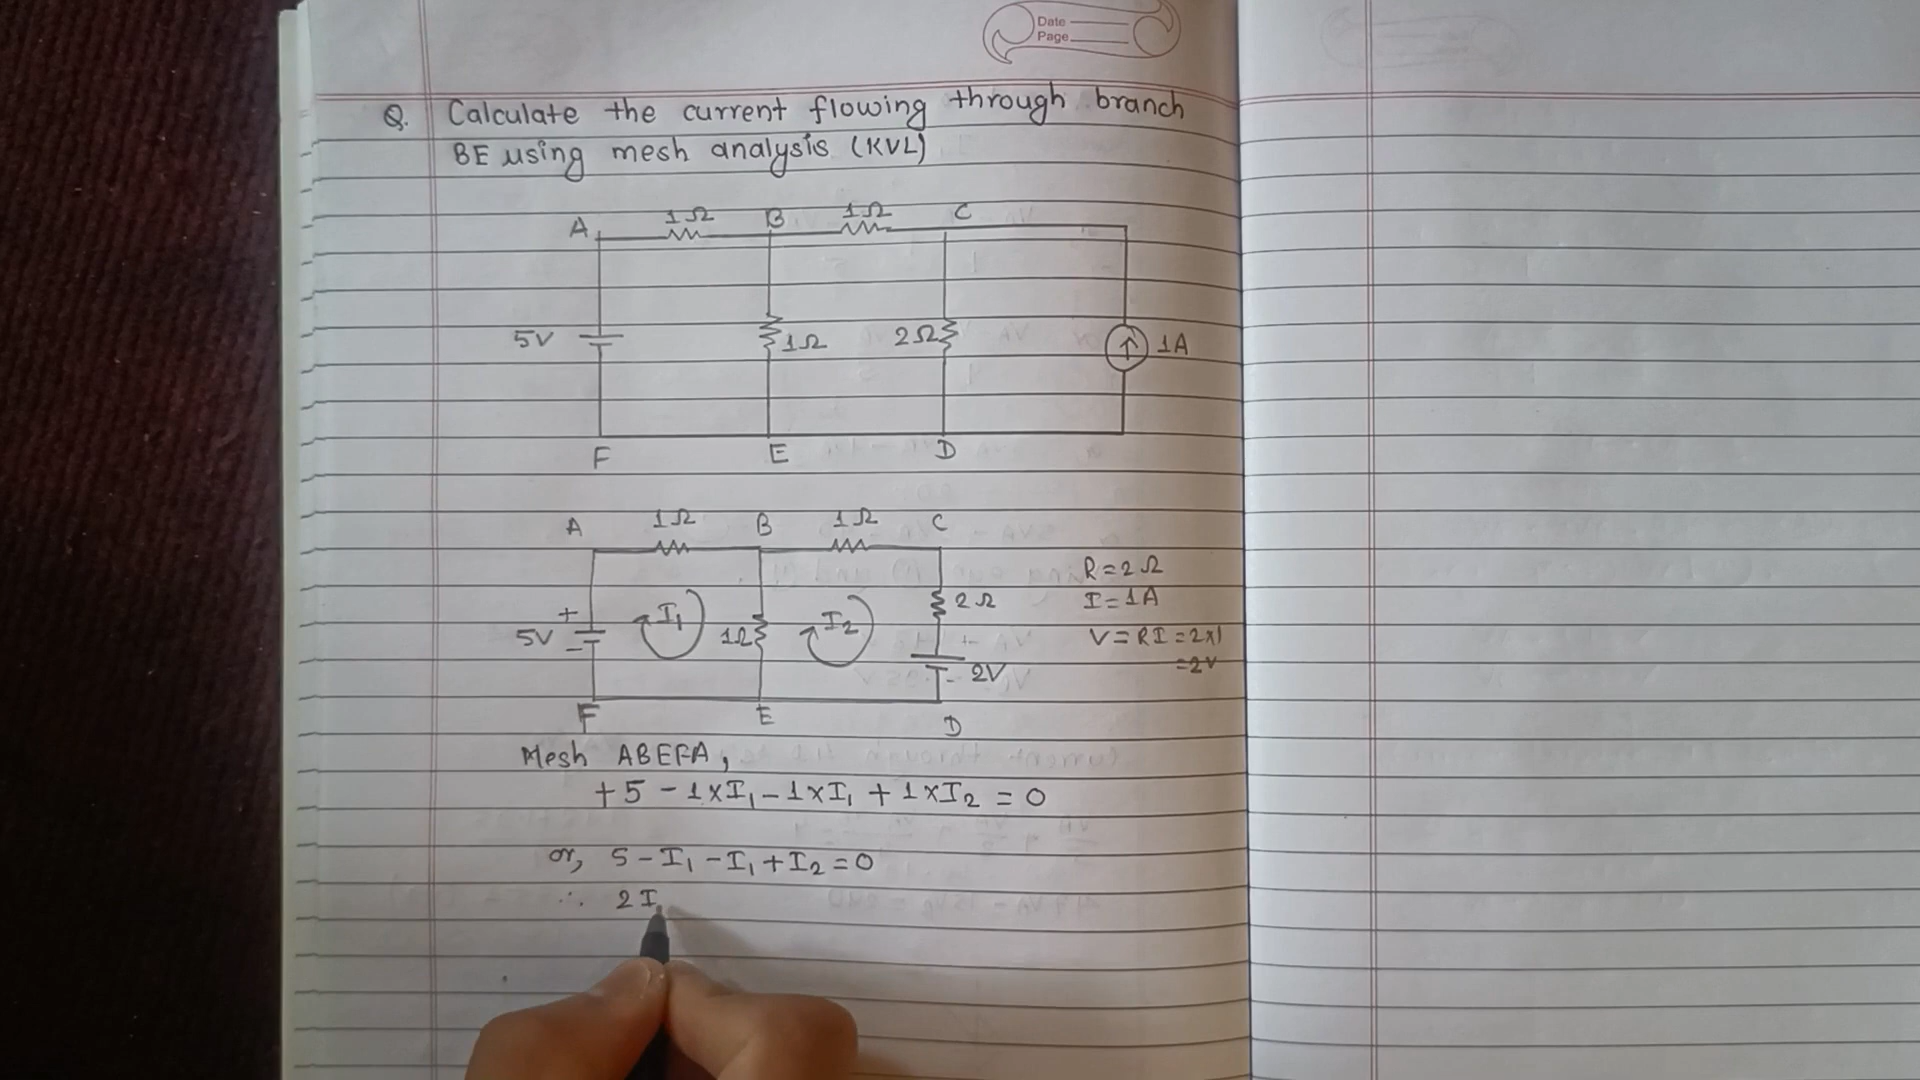 Date
Page
Q. Calculate the current flowing through branch
BE using mesh analysis (KVL)
A 1Ω B 1Ω C
5V 1Ω 2Ω 1A
F E D
A 1Ω B 1Ω C
R = 2Ω
I = 1A
V = RI = 2x1
= 2V
+ 5V - I₁ 1Ω I₂ 2Ω
- 2V
F E D
Mesh ABEFA,
+5 - 1xI₁ - 1xI₁ + 1xI₂ = 0
or, 5 - I₁ - I₁ + I₂ = 0
∴ 2I